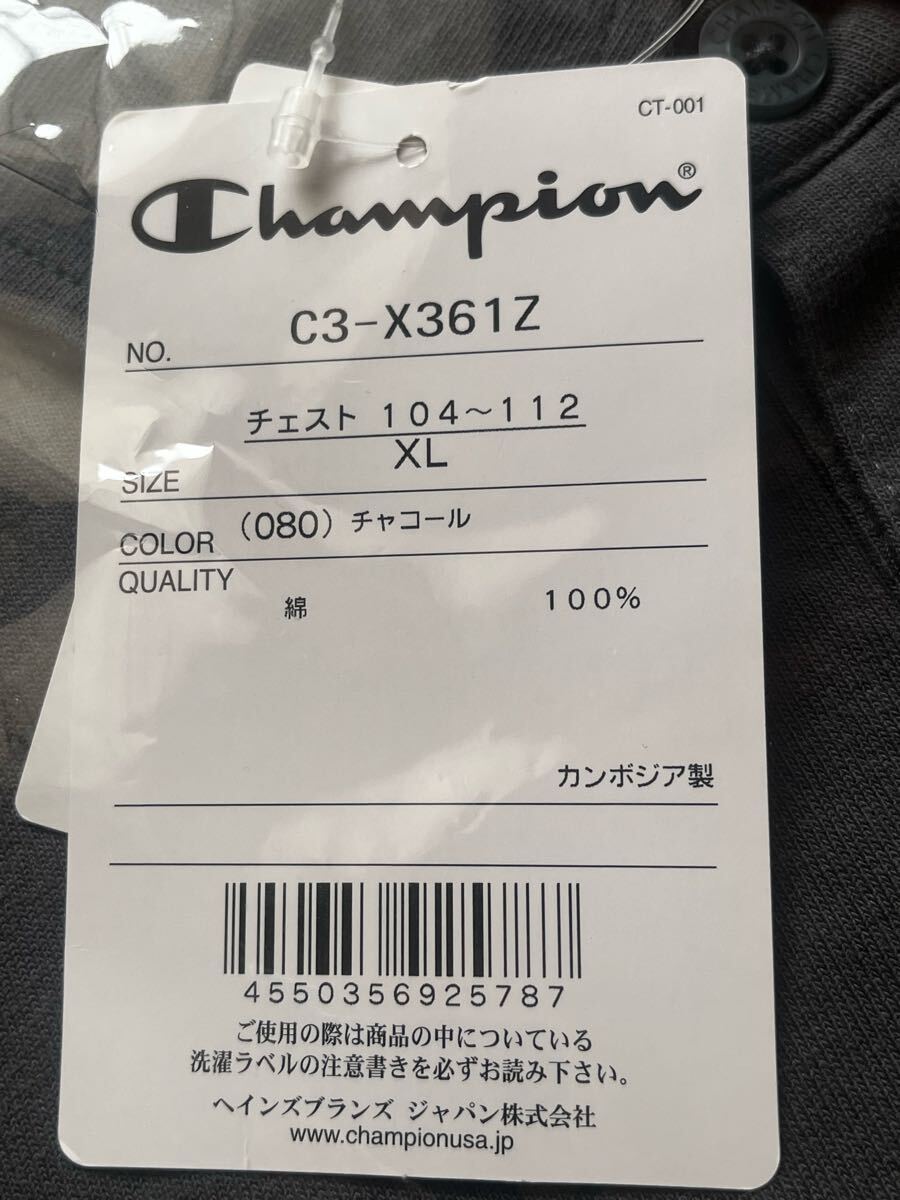 CT-001
Champion®
NO. C3-X361Z
チェスト 104〜112
SIZE XL
COLOR (080) チャコール
QUALITY
綿 100%
カンボジア製
4550356925787
ご使用の際は商品の中についている
洗濯ラベルの注意書きを必ずお読み下さい。
ヘインズブランズ ジャパン株式会社
www.championusa.jp